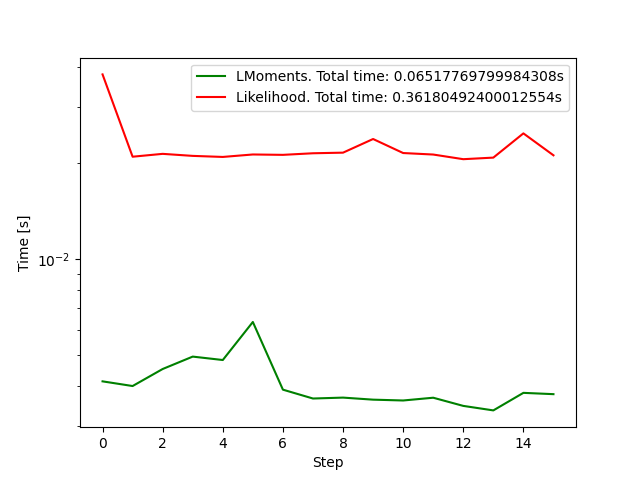 LMoments. Total time: 0.06517769799984308s
Likelihood. Total time: 0.36180492400012554s
Time [s]
10⁻²
0 2 4 6 8 10 12 14
Step